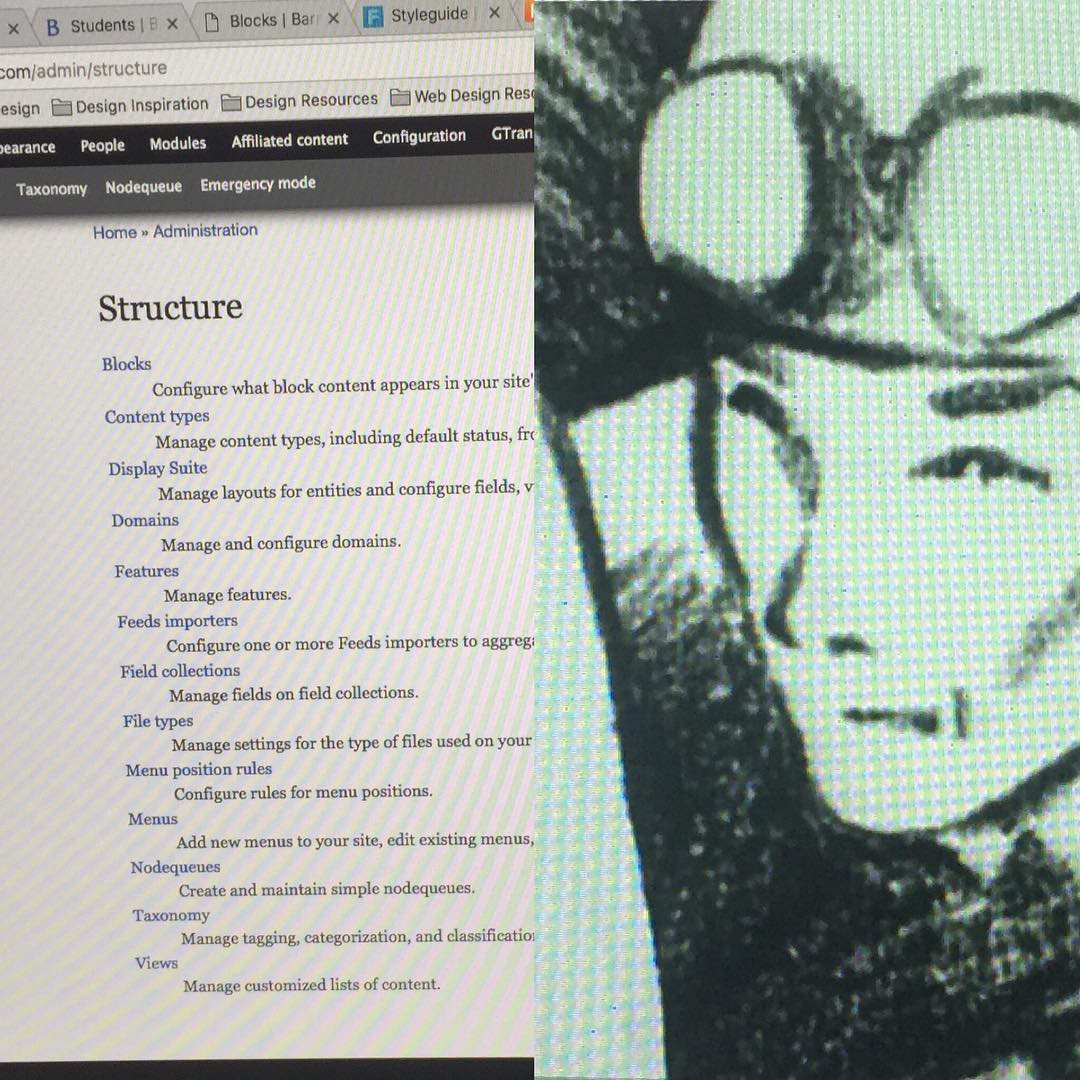 Students | B
Blocks | Bar
Styleguide |
com/admin/structure
esign Design Inspiration Design Resources Web Design Reso
pearance People Modules Affiliated content Configuration GTran
Taxonomy Nodequeue Emergency mode
Home » Administration
Structure
Blocks
Configure what block content appears in your site'
Content types
Manage content types, including default status, fro
Display Suite
Manage layouts for entities and configure fields, v
Domains
Manage and configure domains.
Features
Manage features.
Feeds importers
Configure one or more Feeds importers to aggrega
Field collections
Manage fields on field collections.
File types
Manage settings for the type of files used on your
Menu position rules
Configure rules for menu positions.
Menus
Add new menus to your site, edit existing menus,
Nodequeues
Create and maintain simple nodequeues.
Taxonomy
Manage tagging, categorization, and classification
Views
Manage customized lists of content.